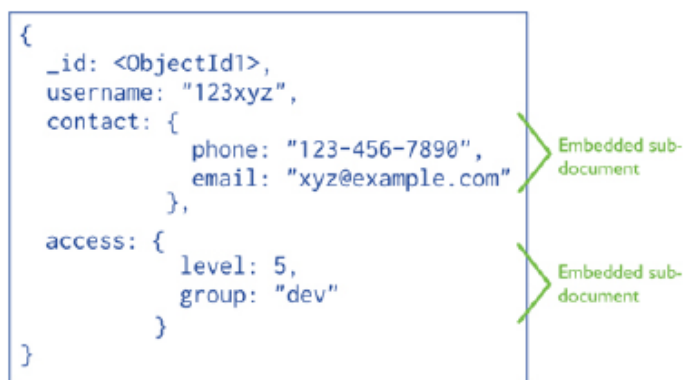 {
_id: <ObjectId1>,
username: "123xyz",
contact: {
phone: "123-456-7890",
email: "xyz@example.com"
},
access: {
level: 5,
group: "dev"
}
}
Embedded sub-
document
Embedded sub-
document